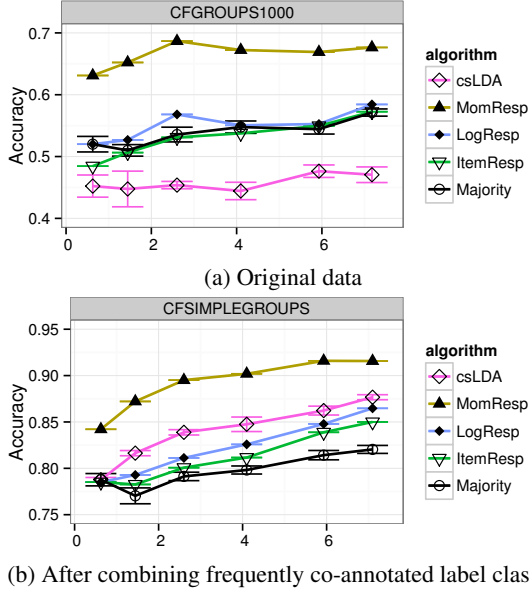 CFGROUPS1000
Accuracy
0.7
0.6
0.5
0.4
0 2 4 6
algorithm
csLDA
MomResp
LogResp
ItemResp
Majority
(a) Original data
CFSIMPLEGROUPS
Accuracy
0.95
0.90
0.85
0.80
0.75
0 2 4 6
algorithm
csLDA
MomResp
LogResp
ItemResp
Majority
(b) After combining frequently co-annotated label clas